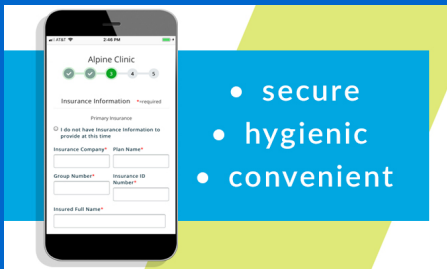 AT&T 2:48 PM
Alpine Clinic
3 4 5
Insurance Information *=required
Primary Insurance
I do not have Insurance Information to
provide at this time
Insurance Company* Plan Name*
Group Number* Insurance ID
Number*
Insured Full Name*
• secure
• hygienic
• convenient